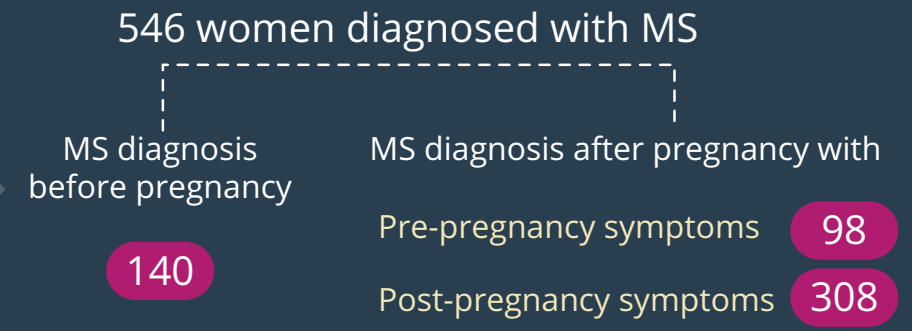 546 women diagnosed with MS
MS diagnosis
before pregnancy
140
MS diagnosis after pregnancy with
Pre-pregnancy symptoms 98
Post-pregnancy symptoms 308